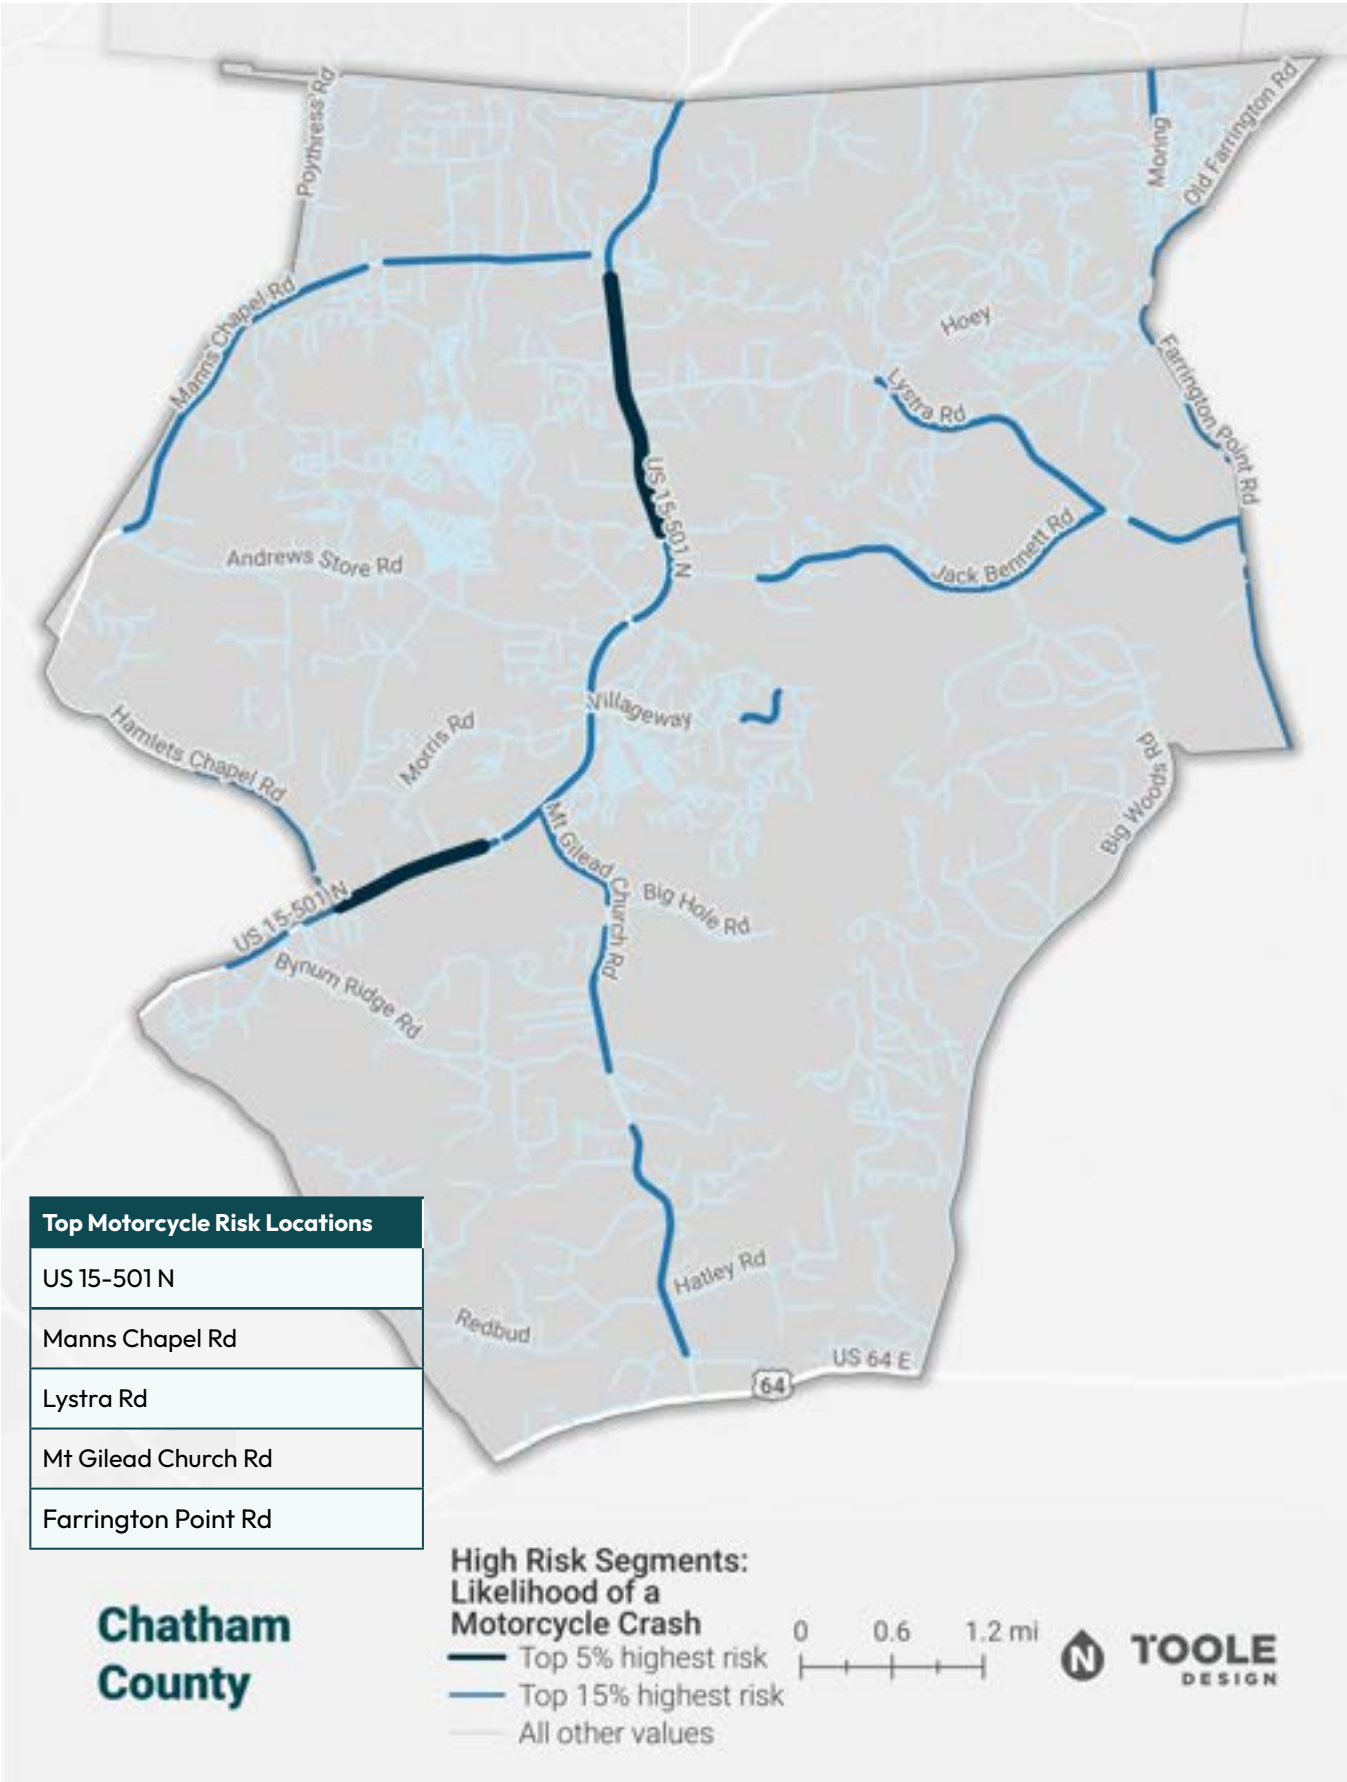 Poythress Rd
Moring
Old Farrington Rd
Manns Chapel Rd
Hoey
Lystra Rd
Farrington Point Rd
US 15-501 N
Andrews Store Rd
Jack Bennett Rd
Villageway
Morris Rd
Hamlets Chapel Rd
Big Woods Rd
Mt Gilead Church Rd
Big Hole Rd
US 15-501 N
Bynum Ridge Rd
Hatley Rd
Redbud
US 64 E
64
Top Motorcycle Risk Locations
US 15-501 N
Manns Chapel Rd
Lystra Rd
Mt Gilead Church Rd
Farrington Point Rd
Chatham
County
High Risk Segments:
Likelihood of a
Motorcycle Crash
Top 5% highest risk
Top 15% highest risk
All other values
0 0.6 1.2 mi
N
TOOLE
DESIGN